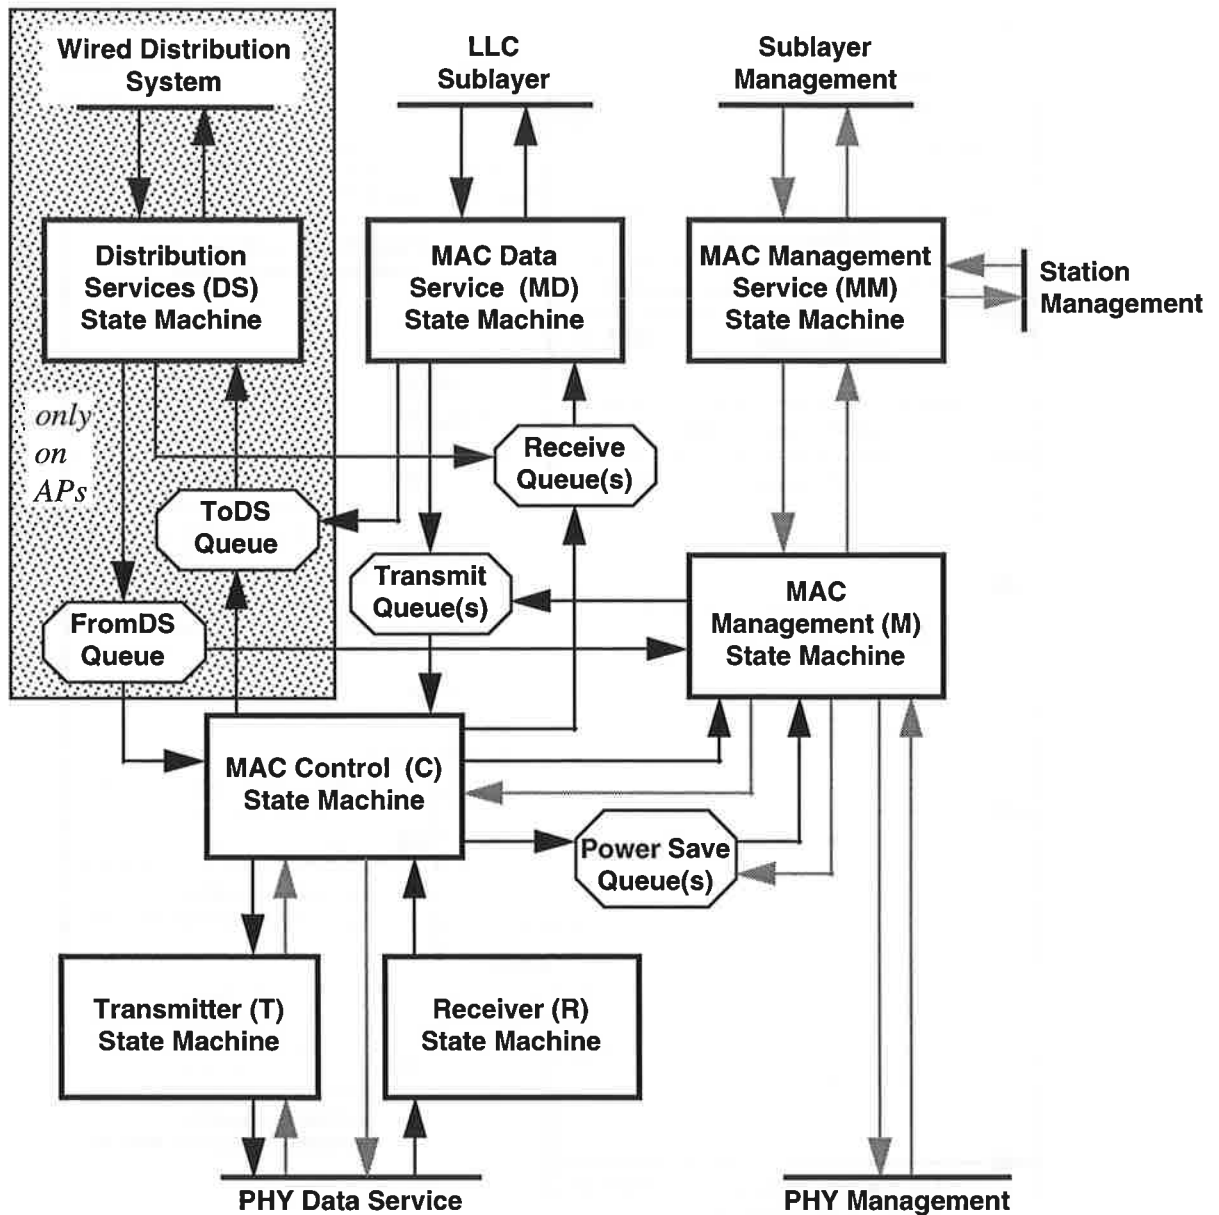 Wired Distribution
System
LLC
Sublayer
Sublayer
Management
Distribution
Services (DS)
State Machine
MAC Data
Service (MD)
State Machine
MAC Management
Service (MM)
State Machine
Station
Management
only
on
APs
Receive
Queue(s)
ToDS
Queue
Transmit
Queue(s)
FromDS
Queue
MAC
Management (M)
State Machine
MAC Control (C)
State Machine
Power Save
Queue(s)
Transmitter (T)
State Machine
Receiver (R)
State Machine
PHY Data Service
PHY Management